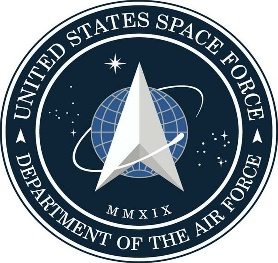 UNITED STATES SPACE FORCE
MMXIX
DEPARTMENT OF THE AIR FORCE